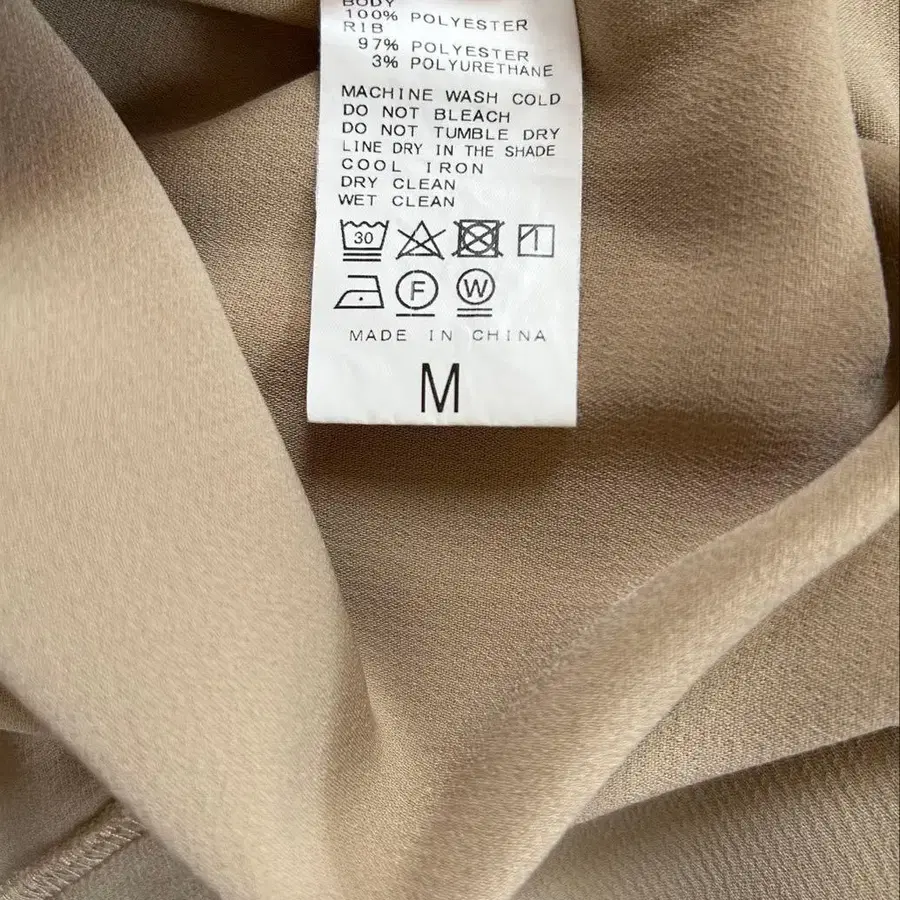 BODY
100% POLYESTER
RIB
97% POLYESTER
3% POLYURETHANE
MACHINE WASH COLD
DO NOT BLEACH
DO NOT TUMBLE DRY
LINE DRY IN THE SHADE
COOL IRON
DRY CLEAN
WET CLEAN
30
F W
MADE IN CHINA
M